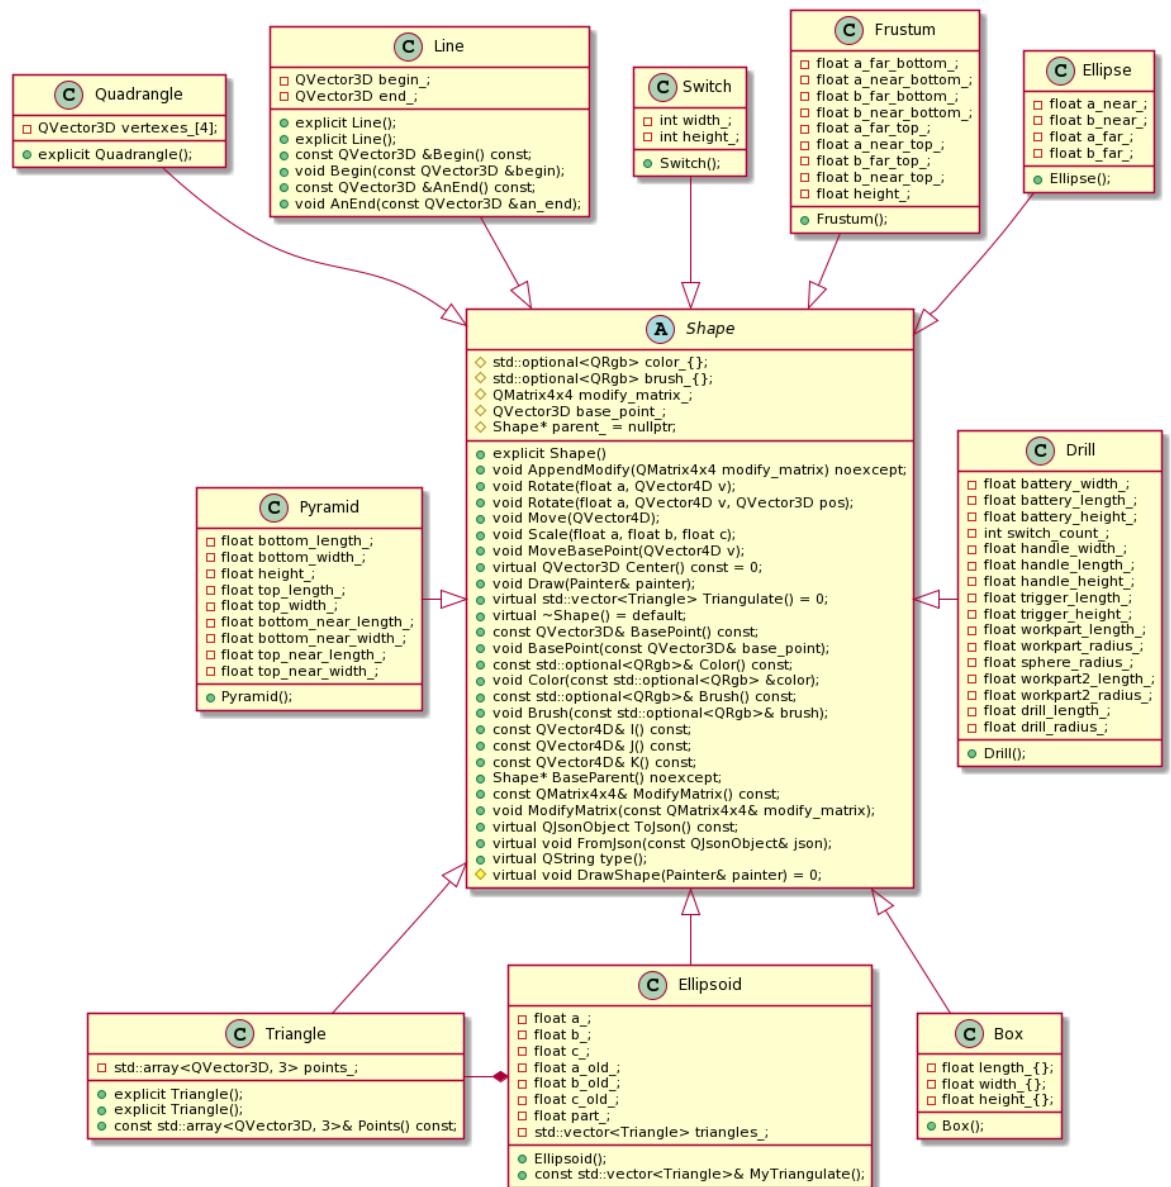 C Quadrangle
QVector3D vertexes_[4];
explicit Quadrangle();
C Line
QVector3D begin_;
QVector3D end_;
explicit Line();
explicit Line();
const QVector3D &Begin() const;
void Begin(const QVector3D &begin);
const QVector3D &AnEnd() const;
void AnEnd(const QVector3D &an_end);
C Switch
int width_;
int height_;
Switch();
C Frustum
float a_far_bottom_;
float a_near_bottom_;
float b_far_bottom_;
float b_near_bottom_;
float a_far_top_;
float a_near_top_;
float b_far_top_;
float b_near_top_;
float height_;
Frustum();
C Ellipse
float a_near_;
float b_near_;
float a_far_;
float b_far_;
Ellipse();
A Shape
std::optional<QRgb> color_{};
std::optional<QRgb> brush_{};
QMatrix4x4 modify_matrix_;
QVector3D base_point_;
Shape* parent_ = nullptr;
explicit Shape()
void AppendModify(QMatrix4x4 modify_matrix) noexcept;
void Rotate(float a, QVector4D v);
void Rotate(float a, QVector4D v, QVector3D pos);
void Move(QVector4D);
void Scale(float a, float b, float c);
void MoveBasePoint(QVector4D v);
virtual QVector3D Center() const = 0;
void Draw(Painter& painter);
virtual std::vector<Triangle> Triangulate() = 0;
virtual ~Shape() = default;
const QVector3D& BasePoint() const;
void BasePoint(const QVector3D& base_point);
const std::optional<QRgb>& Color() const;
void Color(const std::optional<QRgb> &color);
const std::optional<QRgb>& Brush() const;
void Brush(const std::optional<QRgb>& brush);
const QVector4D& I() const;
const QVector4D& J() const;
const QVector4D& K() const;
Shape* BaseParent() noexcept;
const QMatrix4x4& ModifyMatrix() const;
void ModifyMatrix(const QMatrix4x4& modify_matrix);
virtual QJsonObject ToJson() const;
virtual void FromJson(const QJsonObject& json);
virtual QString type();
virtual void DrawShape(Painter& painter) = 0;
C Pyramid
float bottom_length_;
float bottom_width_;
float height_;
float top_length_;
float top_width_;
float bottom_near_length_;
float bottom_near_width_;
float top_near_length_;
float top_near_width_;
Pyramid();
C Drill
float battery_width_;
float battery_length_;
float battery_height_;
int switch_count_;
float handle_width_;
float handle_length_;
float handle_height_;
float trigger_length_;
float trigger_height_;
float workpart_length_;
float workpart_radius_;
float sphere_radius_;
float workpart2_length_;
float workpart2_radius_;
float drill_length_;
float drill_radius_;
Drill();
C Triangle
std::array<QVector3D, 3> points_;
explicit Triangle();
explicit Triangle();
const std::array<QVector3D, 3>& Points() const;
C Ellipsoid
float a_;
float b_;
float c_;
float a_old_;
float b_old_;
float c_old_;
float part_;
std::vector<Triangle> triangles_;
Ellipsoid();
const std::vector<Triangle>& MyTriangulate();
C Box
float length_{};
float width_{};
float height_{};
Box();